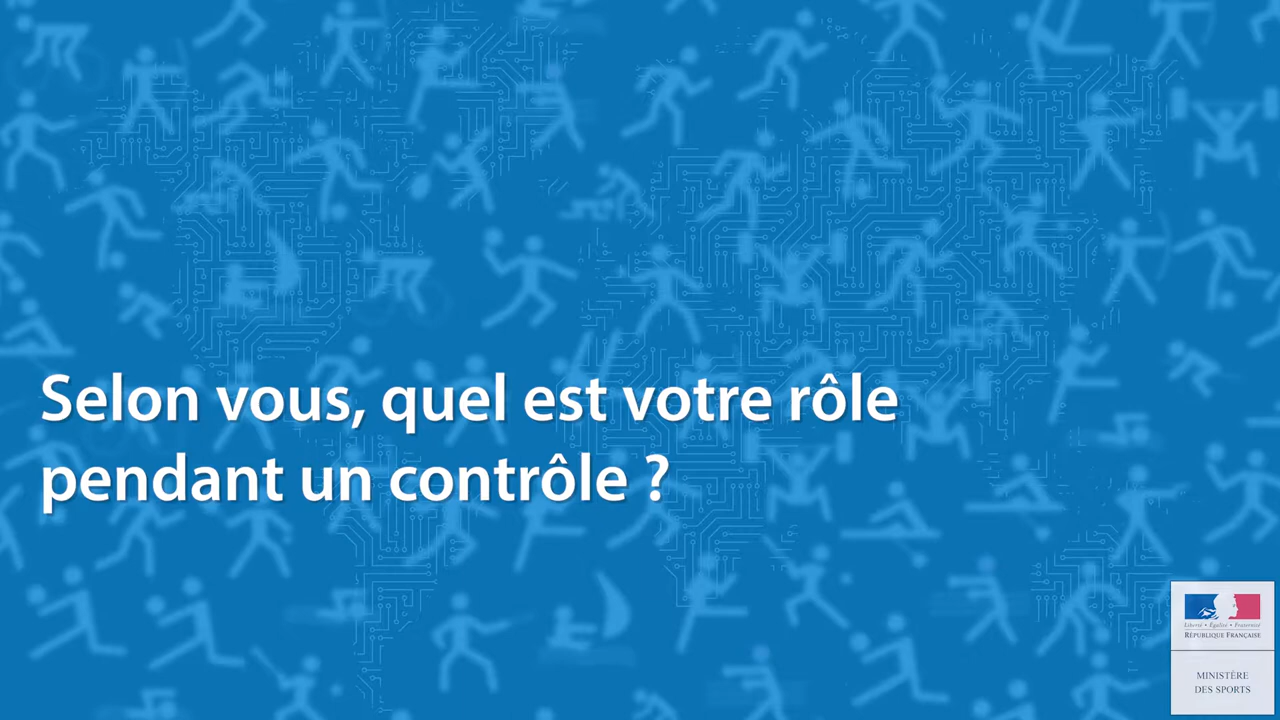 Selon vous, quel est votre rôle
pendant un contrôle ?
Liberté • Égalité • Fraternité
RÉPUBLIQUE FRANÇAISE
MINISTÈRE
DES SPORTS